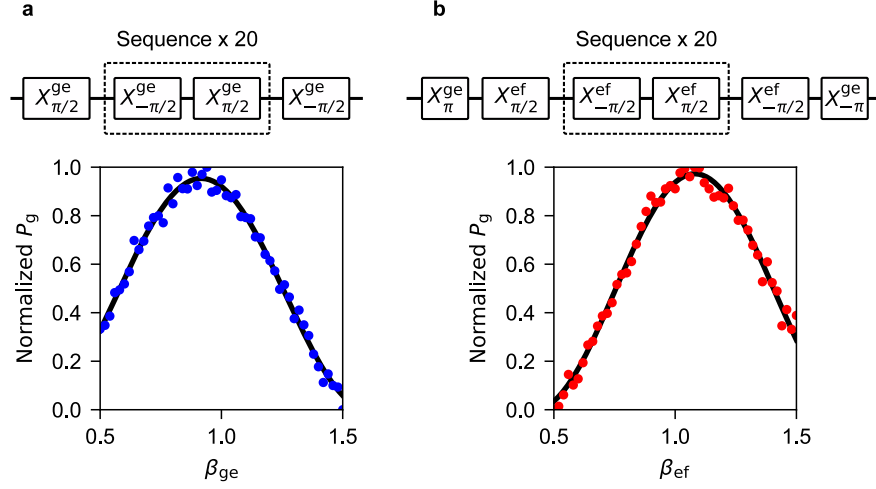 a
Sequence x 20
X^ge_π/2 X^ge_−π/2 X^ge_π/2 X^ge_−π/2
1.0
0.8
0.6
0.4
0.2
0.0
Normalized P_g
0.5 1.0 1.5
β_ge
b
Sequence x 20
X^ge_π X^ef_π/2 X^ef_−π/2 X^ef_π/2 X^ef_−π/2 X^ge_−π
1.0
0.8
0.6
0.4
0.2
0.0
Normalized P_g
0.5 1.0 1.5
β_ef